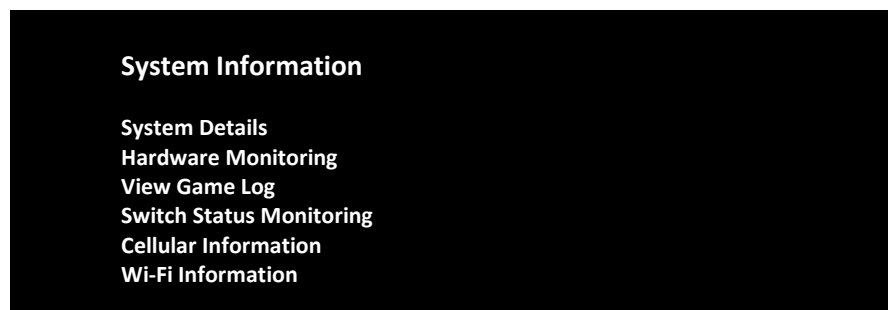 System Information
System Details
Hardware Monitoring
View Game Log
Switch Status Monitoring
Cellular Information
Wi-Fi Information